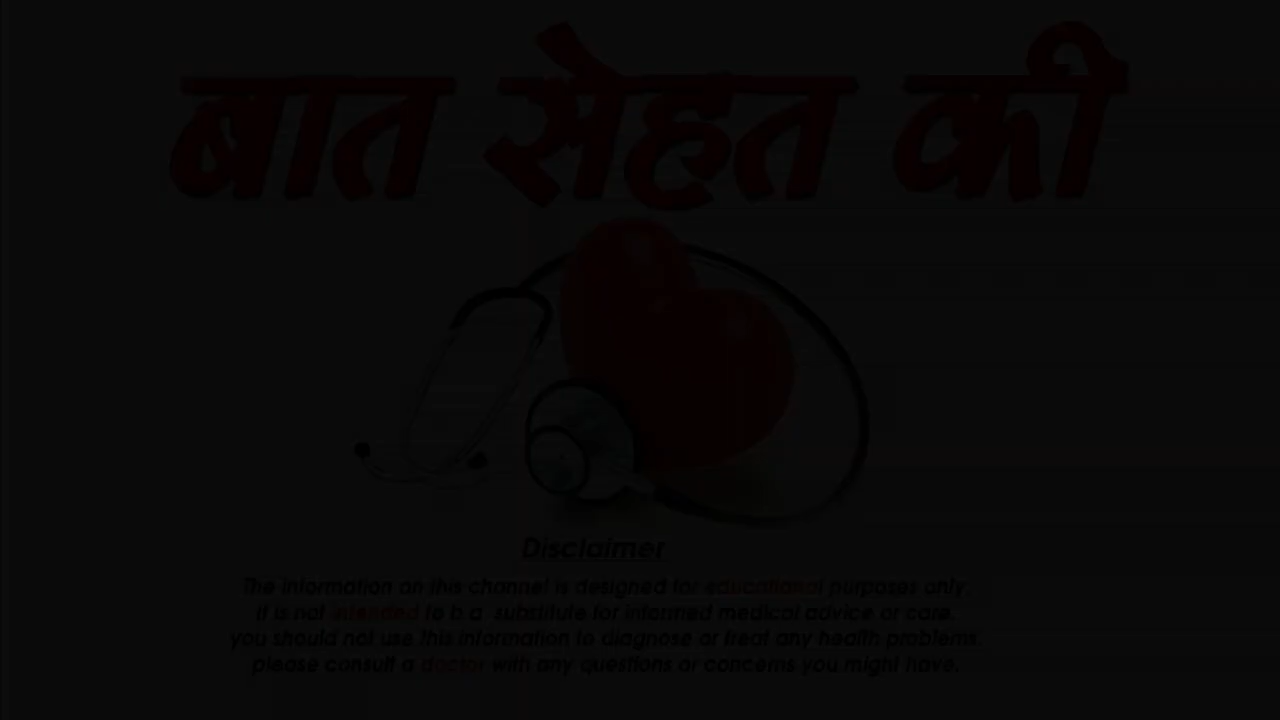 बात सेहत की
Disclaimer
The information on this channel is designed for educational purposes only.
it is not intended to b a substitute for informed medical advice or care.
you should not use this information to diagnose or treat any health problems.
please consult a doctor with any questions or concerns you might have.